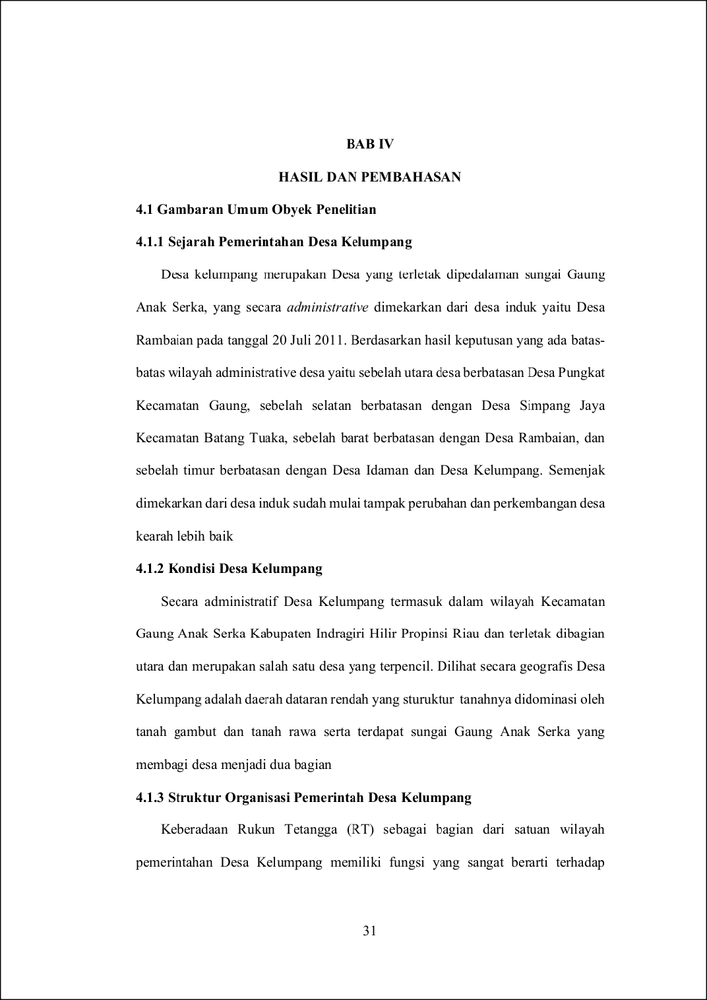 BAB IV
HASIL DAN PEMBAHASAN
4.1 Gambaran Umum Obyek Penelitian
4.1.1 Sejarah Pemerintahan Desa Kelumpang
Desa kelumpang merupakan Desa yang terletak dipedalaman sungai Gaung
Anak Serka, yang secara administrative dimekarkan dari desa induk yaitu Desa
Rambaian pada tanggal 20 Juli 2011. Berdasarkan hasil keputusan yang ada batas-
batas wilayah administrative desa yaitu sebelah utara desa berbatasan Desa Pungkat
Kecamatan Gaung, sebelah selatan berbatasan dengan Desa Simpang Jaya
Kecamatan Batang Tuaka, sebelah barat berbatasan dengan Desa Rambaian, dan
sebelah timur berbatasan dengan Desa Idaman dan Desa Kelumpang. Semenjak
dimekarkan dari desa induk sudah mulai tampak perubahan dan perkembangan desa
kearah lebih baik
4.1.2 Kondisi Desa Kelumpang
Secara administratif Desa Kelumpang termasuk dalam wilayah Kecamatan
Gaung Anak Serka Kabupaten Indragiri Hilir Propinsi Riau dan terletak dibagian
utara dan merupakan salah satu desa yang terpencil. Dilihat secara geografis Desa
Kelumpang adalah daerah dataran rendah yang sturuktur tanahnya didominasi oleh
tanah gambut dan tanah rawa serta terdapat sungai Gaung Anak Serka yang
membagi desa menjadi dua bagian
4.1.3 Struktur Organisasi Pemerintah Desa Kelumpang
Keberadaan Rukun Tetangga (RT) sebagai bagian dari satuan wilayah
pemerintahan Desa Kelumpang memiliki fungsi yang sangat berarti terhadap
31